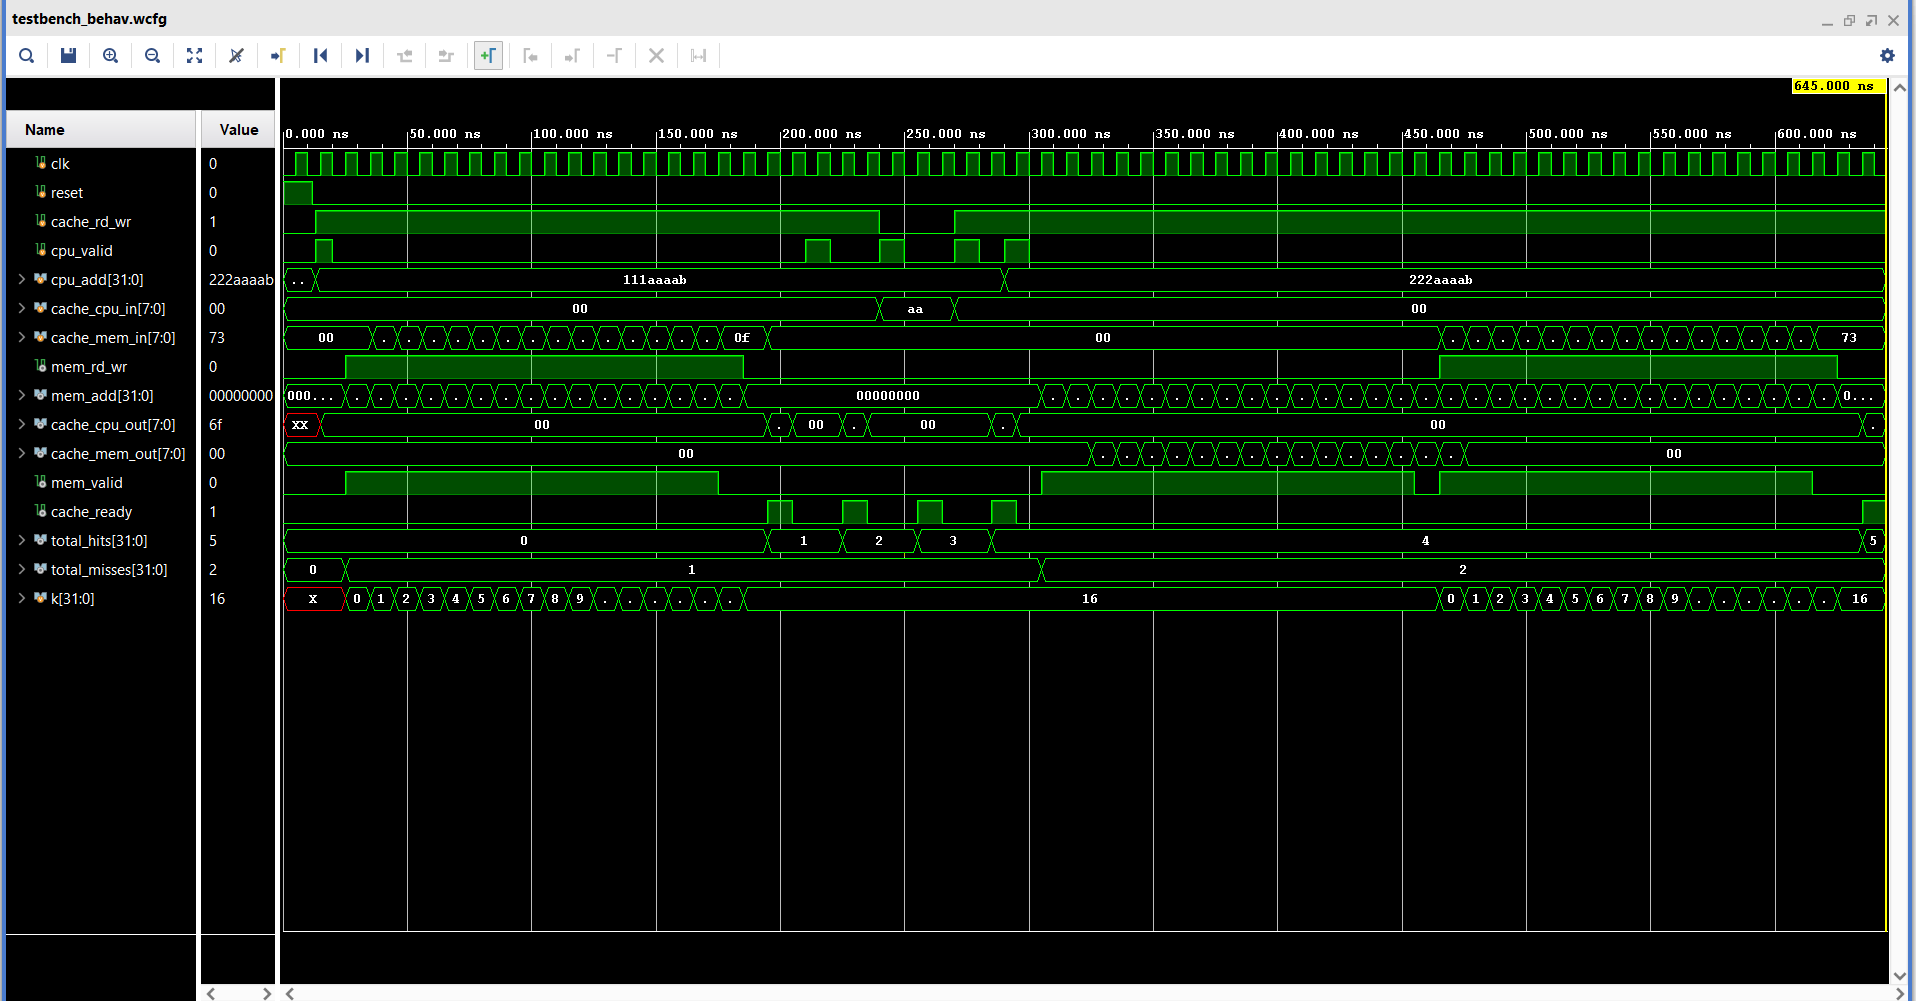 testbench_behav.wcfg
645.000 ns
Name Value 0.000 ns 50.000 ns 100.000 ns 150.000 ns 200.000 ns 250.000 ns 300.000 ns 350.000 ns 400.000 ns 450.000 ns 500.000 ns 550.000 ns 600.000 ns
clk 0
reset 0
cache_rd_wr 1
cpu_valid 0
cpu_add[31:0] 222aaaab .. 111aaaab 222aaaab
cache_cpu_in[7:0] 00 00 aa 00
cache_mem_in[7:0] 73 00 . . . . . . . . . . . . . . 0f 00 . . . . . . . . . . . . . . . 73
mem_rd_wr 0
mem_add[31:0] 00000000 000... . . . . . . . . . . . . . . . . 00000000 . . . . . . . . . . . . . . . . . . . . . . . . . . . . . . . . 0...
cache_cpu_out[7:0] 6f XX 00 . 00 . 00 . 00 .
cache_mem_out[7:0] 00 00 . . . . . . . . . . . . . . . 00
mem_valid 0
cache_ready 1
total_hits[31:0] 5 0 1 2 3 4 5
total_misses[31:0] 2 0 1 2
k[31:0] 16 X 0 1 2 3 4 5 6 7 8 9 . . . . . . 16 0 1 2 3 4 5 6 7 8 9 . . . . . . 16